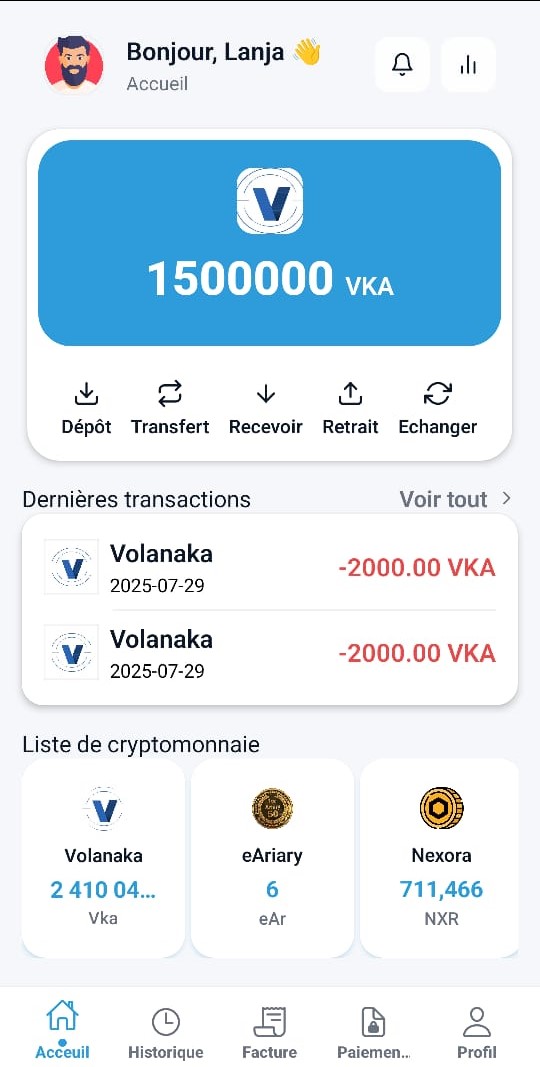 Bonjour, Lanja 👋
Accueil
V
1500000 VKA
Dépôt Transfert Recevoir Retrait Echanger
Dernières transactions Voir tout
V
Volanaka
2025-07-29
-2000.00 VKA
V
Volanaka
2025-07-29
-2000.00 VKA
Liste de cryptomonnaie
V
Volanaka
2 410 04...
Vka
eAriary
6
eAr
Nexora
711,466
NXR
Acceuil Historique Facture Paiemen... Profil